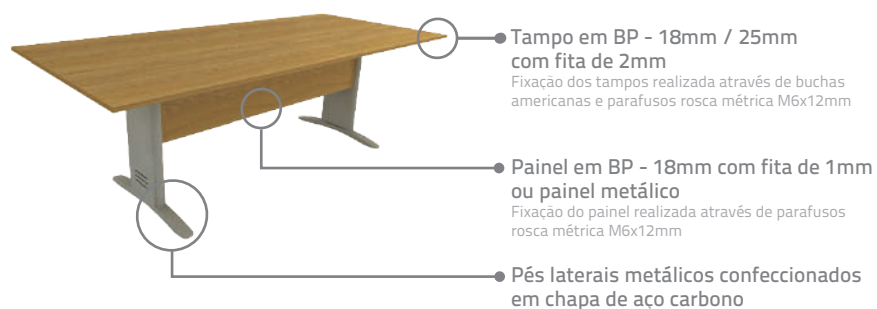 Tampo em BP - 18mm / 25mm
com fita de 2mm
Fixação dos tampos realizada através de buchas
americanas e parafusos rosca métrica M6x12mm
Painel em BP - 18mm com fita de 1mm
ou painel metálico
Fixação do painel realizada através de parafusos
rosca métrica M6x12mm
Pés laterais metálicos confeccionados
em chapa de aço carbono